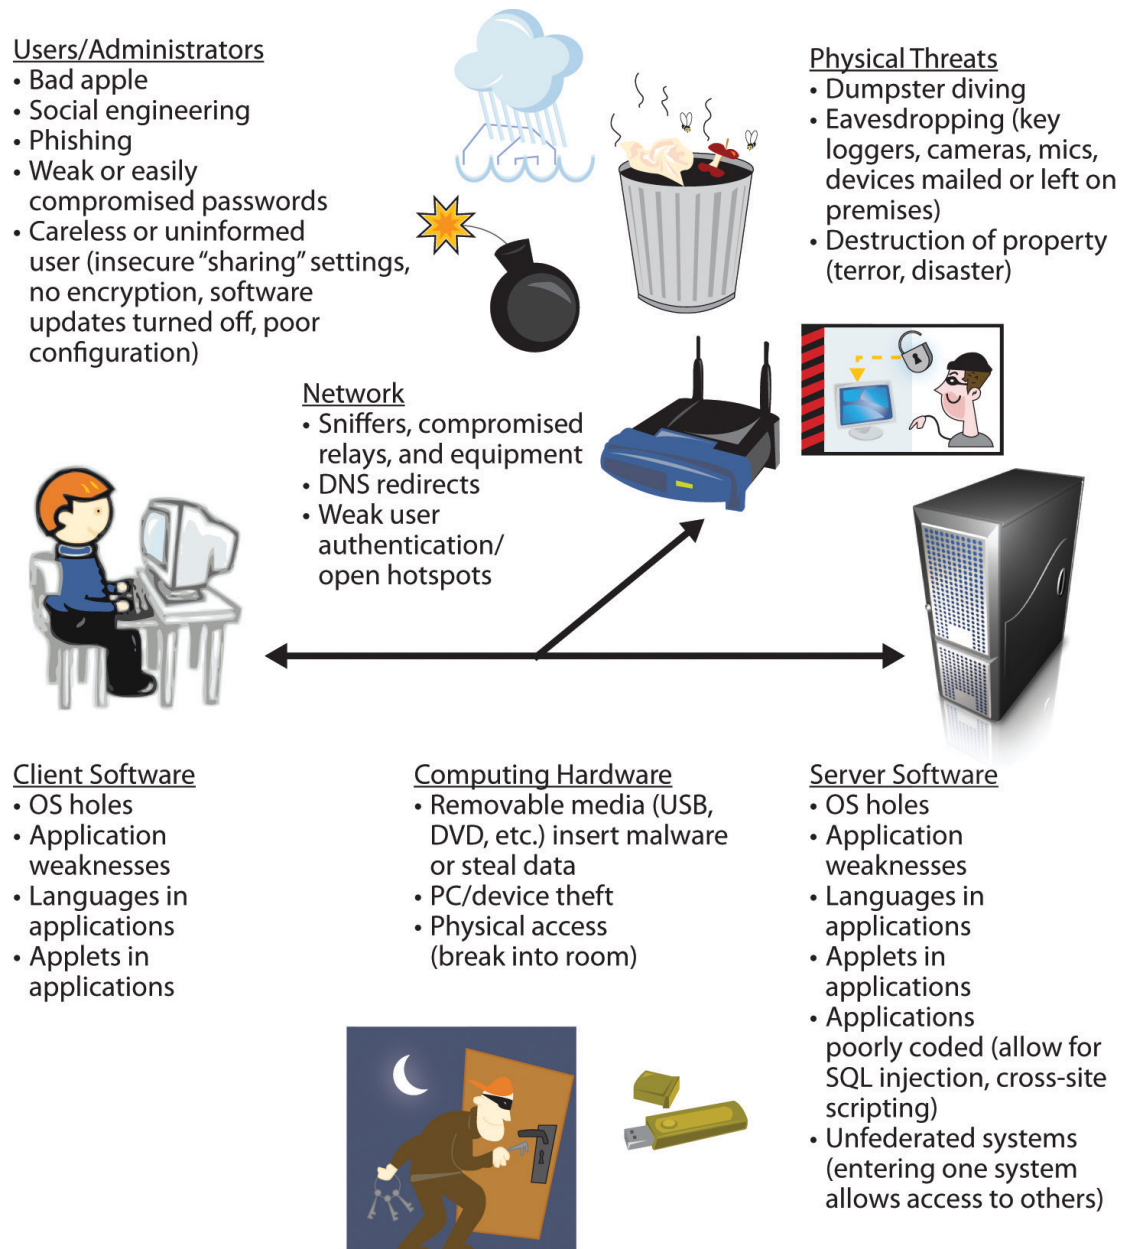 Users/Administrators
• Bad apple
• Social engineering
• Phishing
• Weak or easily
compromised passwords
• Careless or uninformed
user (insecure “sharing” settings,
no encryption, software
updates turned off, poor
configuration)
Physical Threats
• Dumpster diving
• Eavesdropping (key
loggers, cameras, mics,
devices mailed or left on
premises)
• Destruction of property
(terror, disaster)
Network
• Sniffers, compromised
relays, and equipment
• DNS redirects
• Weak user
authentication/
open hotspots
Client Software
• OS holes
• Application
weaknesses
• Languages in
applications
• Applets in
applications
Computing Hardware
• Removable media (USB,
DVD, etc.) insert malware
or steal data
• PC/device theft
• Physical access
(break into room)
Server Software
• OS holes
• Application
weaknesses
• Languages in
applications
• Applets in
applications
• Applications
poorly coded (allow for
SQL injection, cross-site
scripting)
• Unfederated systems
(entering one system
allows access to others)